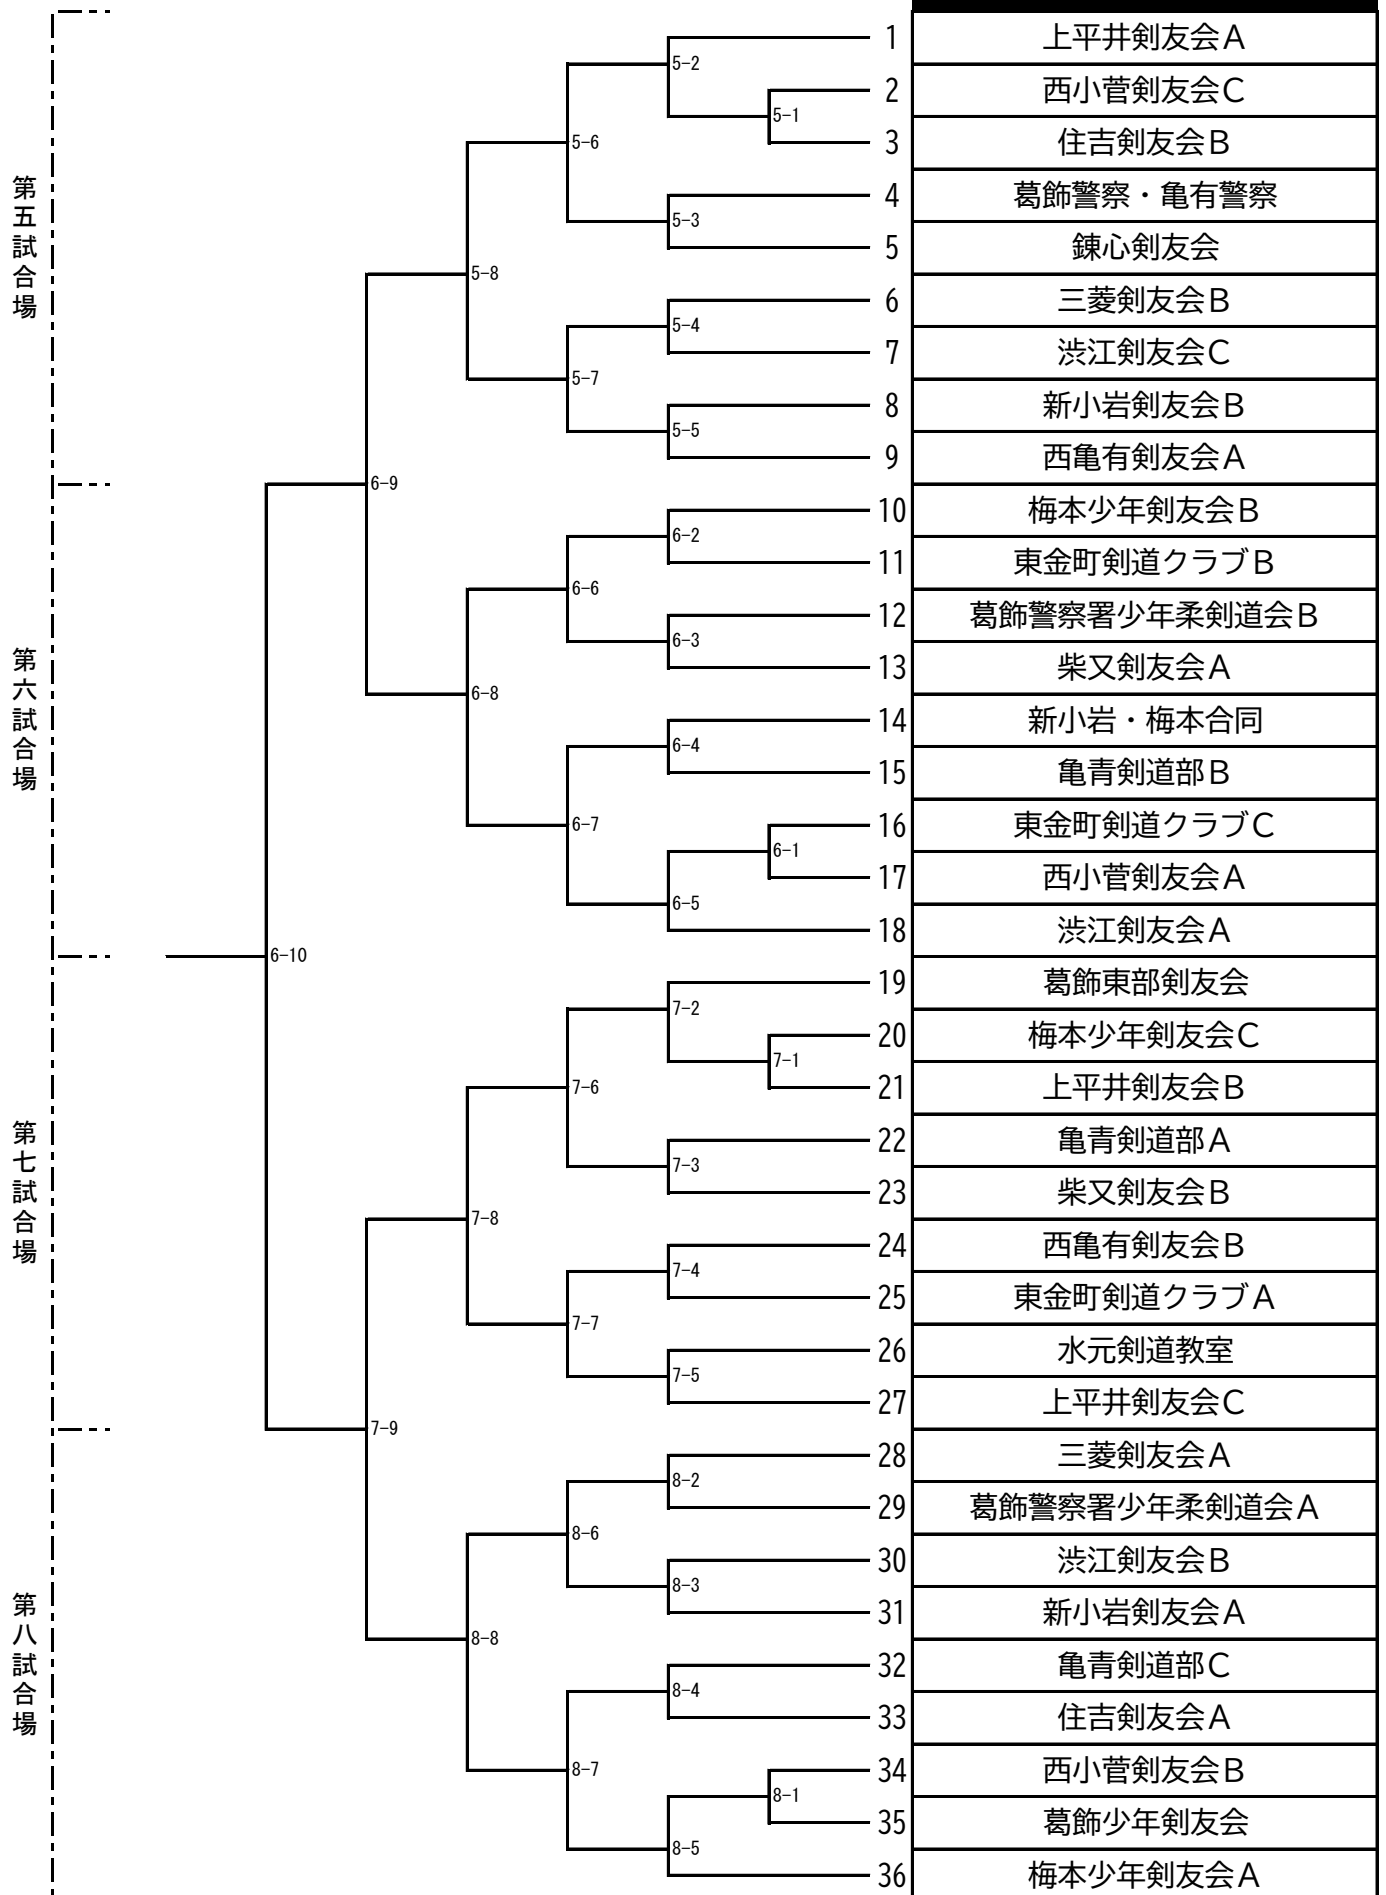 第五試合場
第六試合場
第七試合場
第八試合場
1 上平井剣友会A
5-2
2 西小菅剣友会C
5-1
3 住吉剣友会B
5-6
4 葛飾警察・亀有警察
5-3
5 錬心剣友会
5-8
6 三菱剣友会B
5-4
7 渋江剣友会C
5-7
8 新小岩剣友会B
5-5
9 西亀有剣友会A
6-9
10 梅本少年剣友会B
6-2
11 東金町剣道クラブB
6-6
12 葛飾警察署少年柔剣道会B
6-3
13 柴又剣友会A
6-8
14 新小岩・梅本合同
6-4
15 亀青剣道部B
6-7
16 東金町剣道クラブC
6-1
17 西小菅剣友会A
6-5
18 渋江剣友会A
6-10
19 葛飾東部剣友会
7-2
20 梅本少年剣友会C
7-1
21 上平井剣友会B
7-6
22 亀青剣道部A
7-3
23 柴又剣友会B
7-8
24 西亀有剣友会B
7-4
25 東金町剣道クラブA
7-7
26 水元剣道教室
7-5
27 上平井剣友会C
7-9
28 三菱剣友会A
8-2
29 葛飾警察署少年柔剣道会A
8-6
30 渋江剣友会B
8-3
31 新小岩剣友会A
8-8
32 亀青剣道部C
8-4
33 住吉剣友会A
8-7
34 西小菅剣友会B
8-1
35 葛飾少年剣友会
8-5
36 梅本少年剣友会A